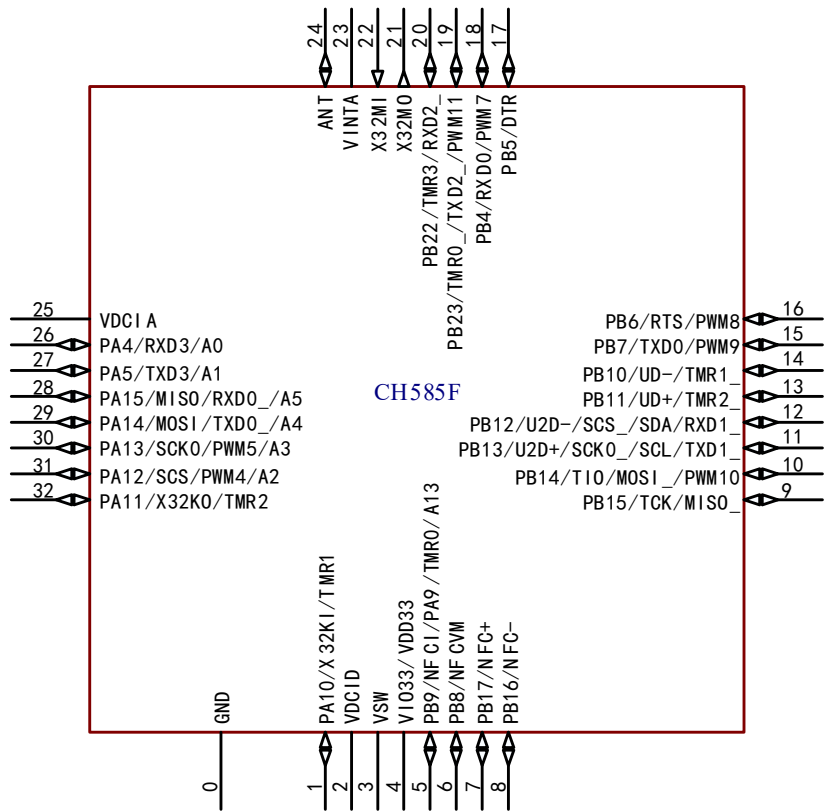 24
23
22
21
20
19
18
17
ANT
VINTA
X32MI
X32MO
PB22/TMR3/RXD2_
PB23/TMR0_/TXD2_/PWM11
PB4/RXD0/PWM7
PB5/DTR
25 VDCIA
26 PA4/RXD3/A0
27 PA5/TXD3/A1
28 PA15/MISO/RXD0_/A5
29 PA14/MOSI/TXD0_/A4
30 PA13/SCK0/PWM5/A3
31 PA12/SCS/PWM4/A2
32 PA11/X32KO/TMR2
CH585F
PB6/RTS/PWM8 16
PB7/TXD0/PWM9 15
PB10/UD-/TMR1_ 14
PB11/UD+/TMR2_ 13
PB12/U2D-/SCS_/SDA/RXD1_ 12
PB13/U2D+/SCK0_/SCL/TXD1_ 11
PB14/TIO/MOSI_/PWM10 10
PB15/TCK/MISO_ 9
GND
PA10/X32KI/TMR1
VDCID
VSW
VIO33/VDD33
PB9/NFCI/PA9/TMR0/A13
PB8/NFCVM
PB17/NFC+
PB16/NFC-
0
1
2
3
4
5
6
7
8